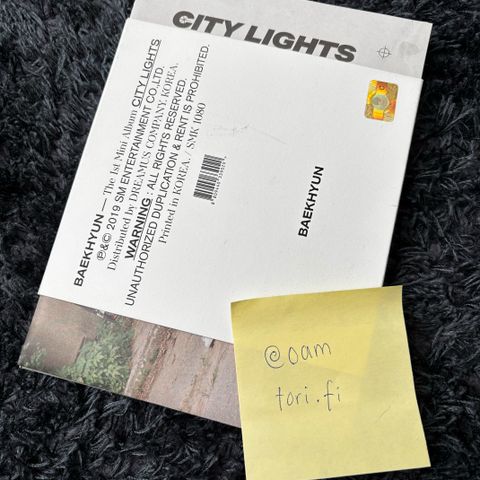 CITY LIGHTS
BAEKHYUN — The 1st Mini Album CITY LIGHTS
℗&© 2019 SM ENTERTAINMENT CO.,LTD.
Distributed by DREAMUS COMPANY, KOREA.
WARNING : ALL RIGHTS RESERVED.
UNAUTHORIZED DUPLICATION & RENT IS PROHIBITED.
Printed in KOREA. / SMK 1080
BAEKHYUN
@oam
tori.fi